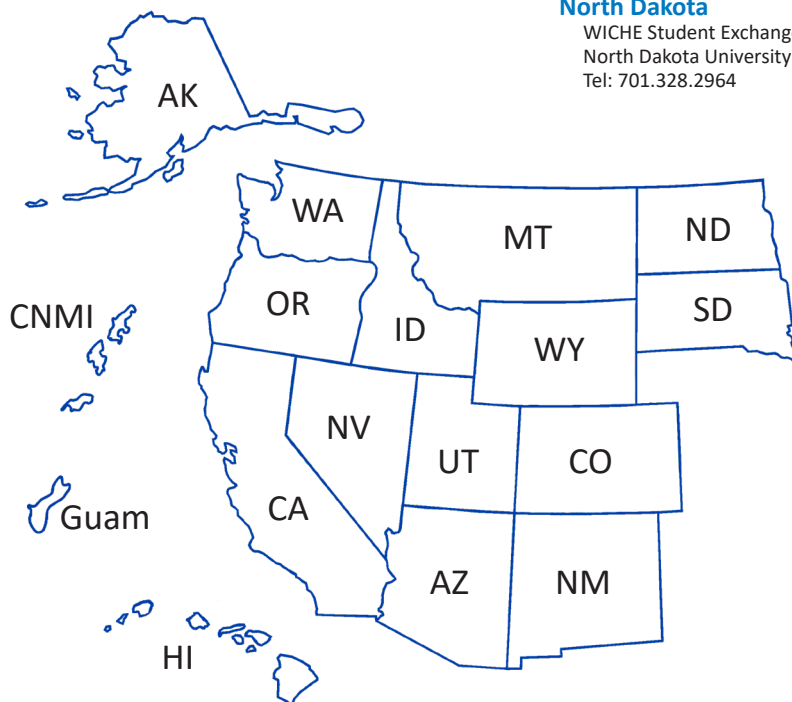 North Dakota
WICHE Student Exchang
North Dakota University
Tel: 701.328.2964
AK
WA
MT
ND
OR
ID
SD
CNMI
WY
NV
UT
CO
CA
Guam
AZ
NM
HI